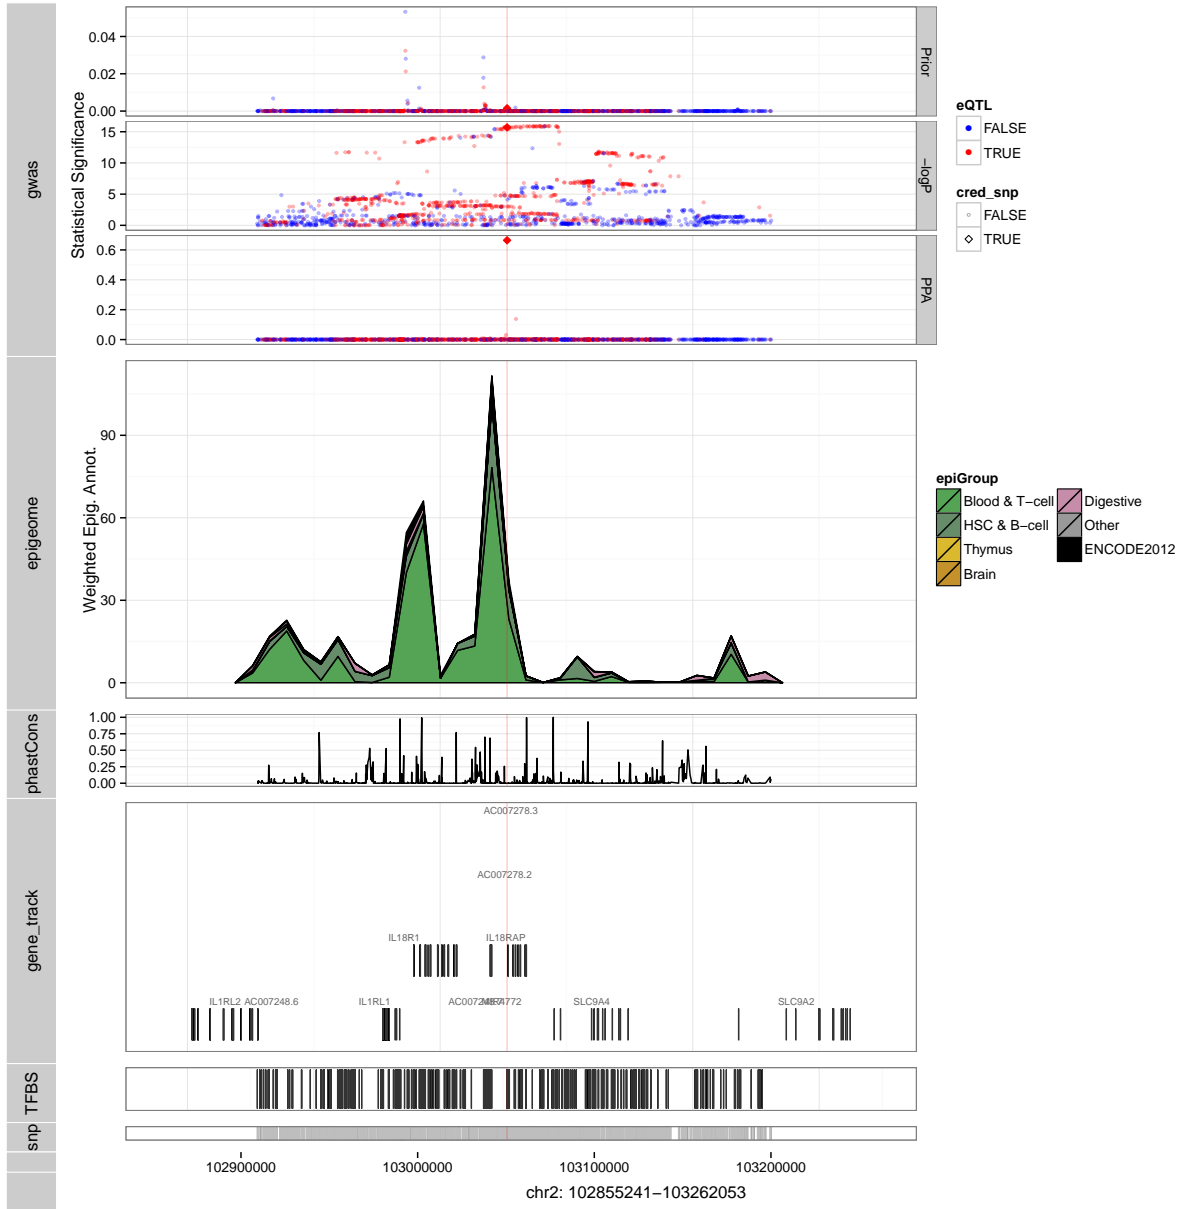 gwas
Statistical Significance
0.04
0.02
0.00
Prior
15
10
5
0
−logP
0.6
0.4
0.2
0.0
PPA
eQTL
FALSE
TRUE
cred_snp
FALSE
TRUE
epigeome
Weighted Epig. Annot.
90
60
30
0
epiGroup
Blood & T−cell
HSC & B−cell
Thymus
Brain
Digestive
Other
ENCODE2012
phastCons
1.00
0.75
0.50
0.25
0.00
gene_track
AC007278.3
AC007278.2
IL18R1
IL18RAP
IL1RL2
AC007248.6
IL1RL1
SLC9A4
SLC9A2
TFBS
snp
102900000
103000000
103100000
103200000
chr2: 102855241−103262053